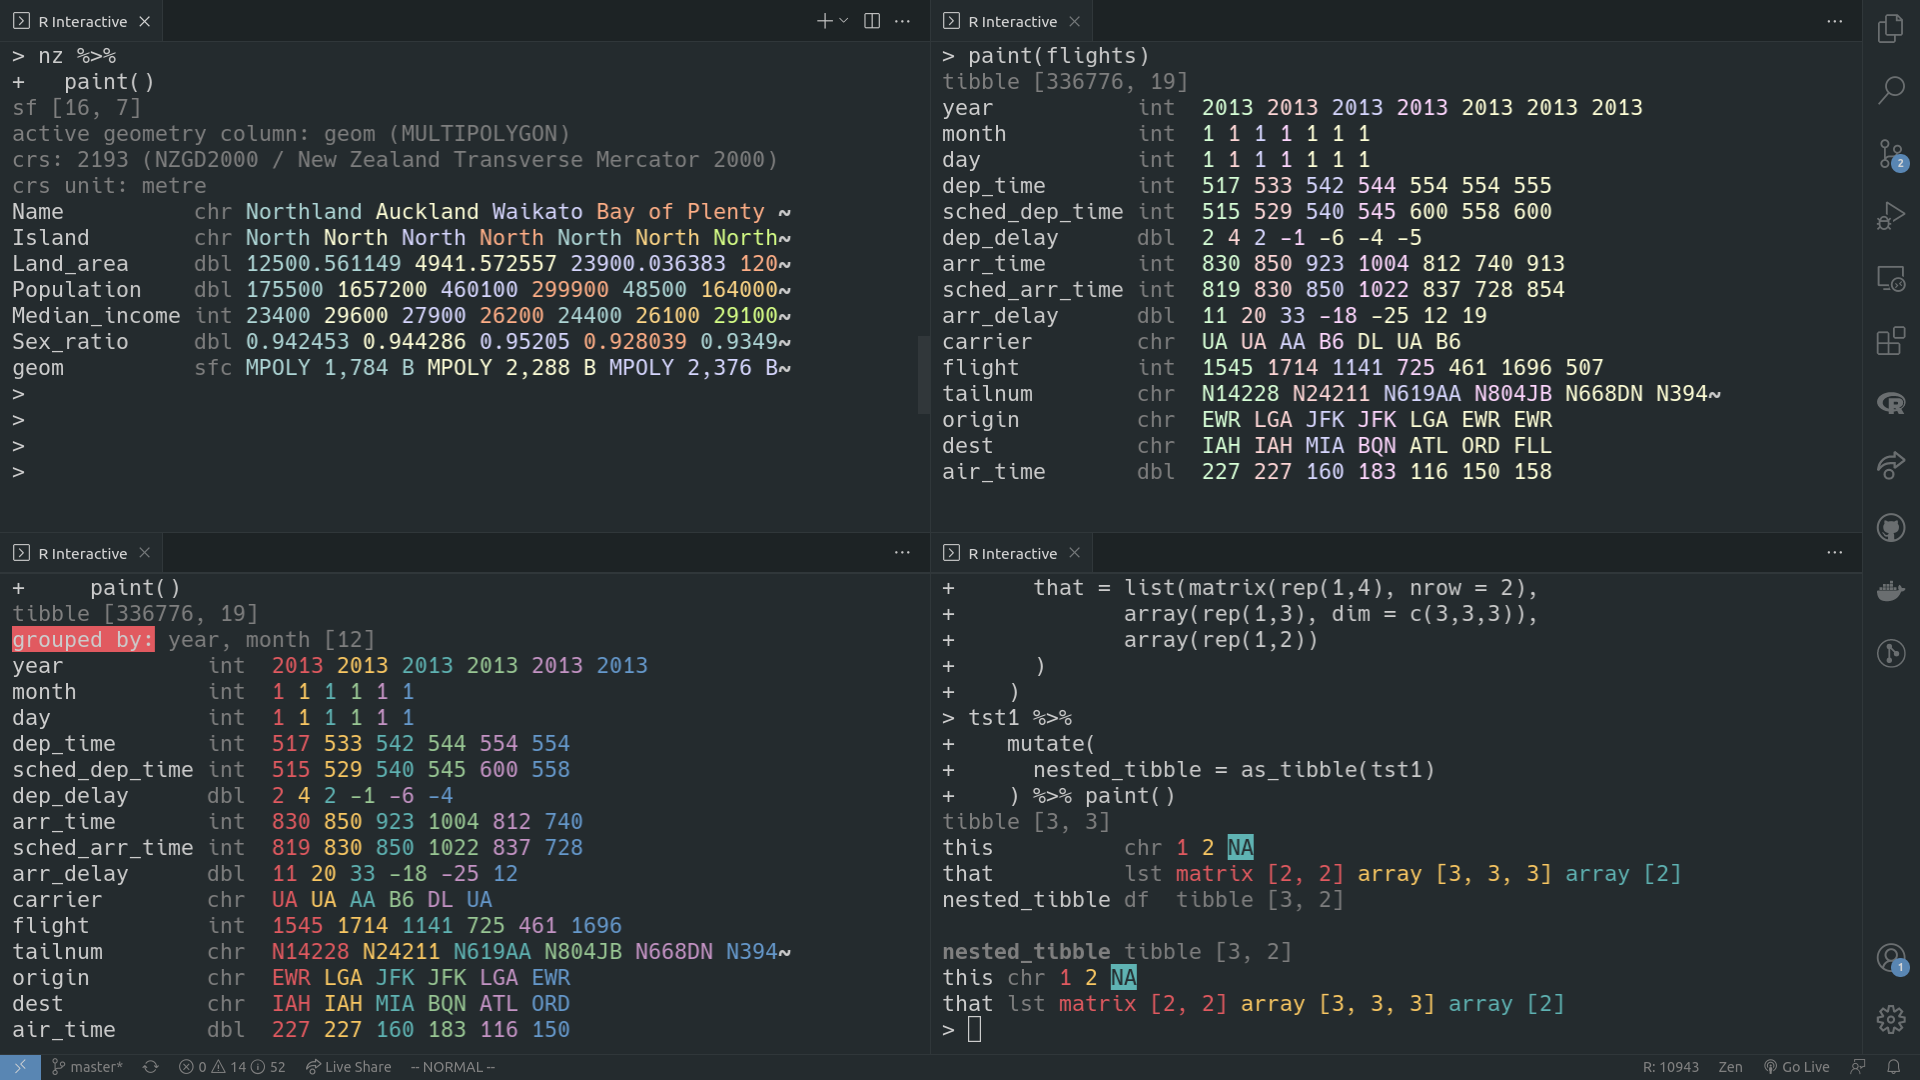 R Interactive
> nz %>%
+   paint()
sf [16, 7]
active geometry column: geom (MULTIPOLYGON)
crs: 2193 (NZGD2000 / New Zealand Transverse Mercator 2000)
crs unit: metre
Name          chr Northland Auckland Waikato Bay of Plenty ~
Island        chr North North North North North North North~
Land_area     dbl 12500.561149 4941.572557 23900.036383 120~
Population    dbl 175500 1657200 460100 299900 48500 164000~
Median_income int 23400 29600 27900 26200 24400 26100 29100~
Sex_ratio     dbl 0.942453 0.944286 0.95205 0.928039 0.9349~
geom          sfc MPOLY 1,784 B MPOLY 2,288 B MPOLY 2,376 B~
>
>
>
>
R Interactive
> paint(flights)
tibble [336776, 19]
year           int  2013 2013 2013 2013 2013 2013 2013
month          int  1 1 1 1 1 1 1
day            int  1 1 1 1 1 1 1
dep_time       int  517 533 542 544 554 554 555
sched_dep_time int  515 529 540 545 600 558 600
dep_delay      dbl  2 4 2 -1 -6 -4 -5
arr_time       int  830 850 923 1004 812 740 913
sched_arr_time int  819 830 850 1022 837 728 854
arr_delay      dbl  11 20 33 -18 -25 12 19
carrier        chr  UA UA AA B6 DL UA B6
flight         int  1545 1714 1141 725 461 1696 507
tailnum        chr  N14228 N24211 N619AA N804JB N668DN N394~
origin         chr  EWR LGA JFK JFK LGA EWR EWR
dest           chr  IAH IAH MIA BQN ATL ORD FLL
air_time       dbl  227 227 160 183 116 150 158
R Interactive
+     paint()
tibble [336776, 19]
grouped by: year, month [12]
year           int  2013 2013 2013 2013 2013 2013
month          int  1 1 1 1 1 1
day            int  1 1 1 1 1 1
dep_time       int  517 533 542 544 554 554
sched_dep_time int  515 529 540 545 600 558
dep_delay      dbl  2 4 2 -1 -6 -4
arr_time       int  830 850 923 1004 812 740
sched_arr_time int  819 830 850 1022 837 728
arr_delay      dbl  11 20 33 -18 -25 12
carrier        chr  UA UA AA B6 DL UA
flight         int  1545 1714 1141 725 461 1696
tailnum        chr  N14228 N24211 N619AA N804JB N668DN N394~
origin         chr  EWR LGA JFK JFK LGA EWR
dest           chr  IAH IAH MIA BQN ATL ORD
air_time       dbl  227 227 160 183 116 150
R Interactive
+      that = list(matrix(rep(1,4), nrow = 2),
+             array(rep(1,3), dim = c(3,3,3)),
+             array(rep(1,2))
+      )
+    )
> tst1 %>%
+    mutate(
+      nested_tibble = as_tibble(tst1)
+    ) %>% paint()
tibble [3, 3]
this          chr 1 2 NA
that          lst matrix [2, 2] array [3, 3, 3] array [2]
nested_tibble df  tibble [3, 2]
nested_tibble tibble [3, 2]
this chr 1 2 NA
that lst matrix [2, 2] array [3, 3, 3] array [2]
>
2
1
master* 0 14 52 Live Share -- NORMAL -- R: 10943 Zen Go Live